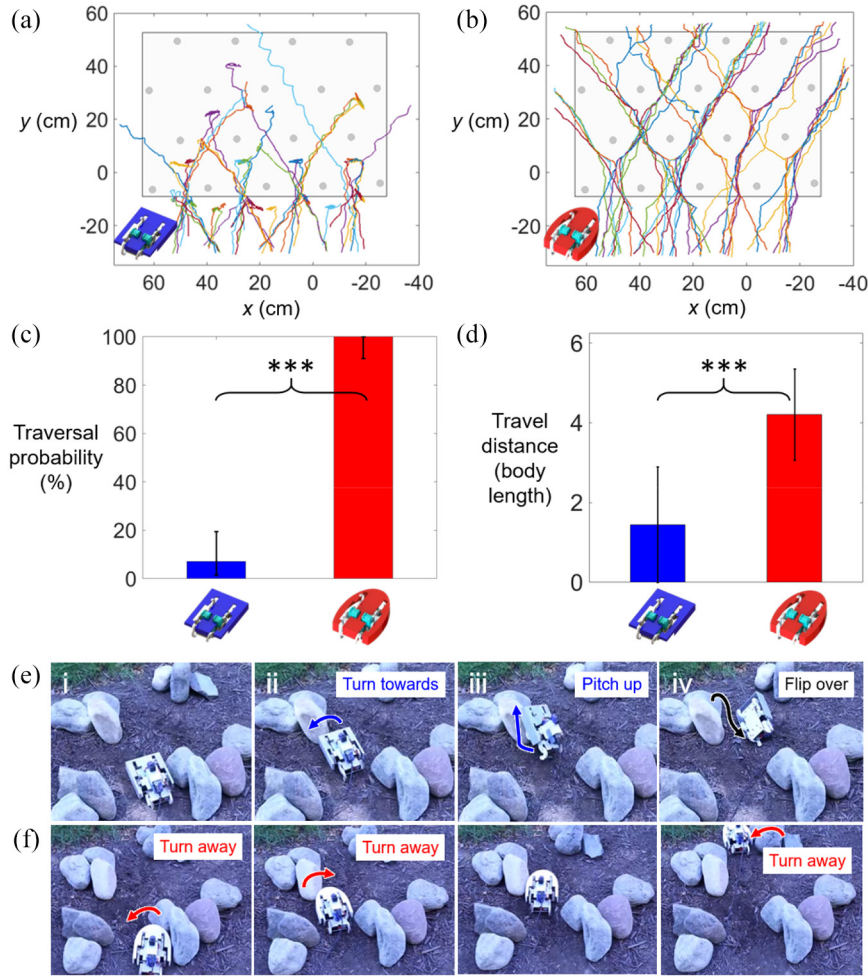 (a)
60
40
20
0
-20
y (cm)
60 40 20 0 -20 -40
x (cm)
(b)
60
40
20
0
-20
y (cm)
60 40 20 0 -20 -40
x (cm)
(c)
100
80
60
40
20
0
Traversal
probability
(%)
***
(d)
6
4
2
0
Travel
distance
(body
length)
***
(e)
i
ii
Turn towards
iii
Pitch up
iv
Flip over
(f)
Turn away
Turn away
Turn away